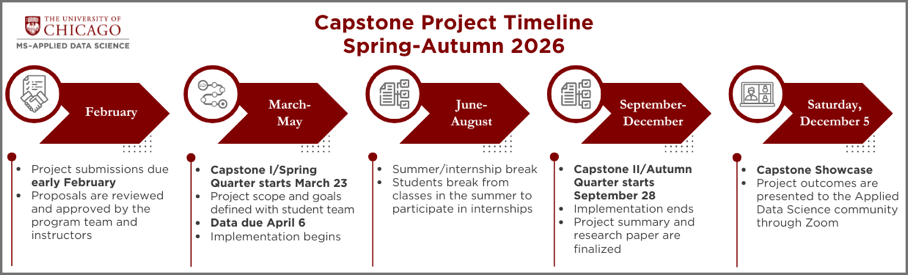 THE UNIVERSITY OF
CHICAGO
MS-APPLIED DATA SCIENCE
Capstone Project Timeline
Spring-Autumn 2026
February
• Project submissions due
early February
• Proposals are reviewed
and approved by the
program team and
instructors
March-
May
• Capstone I/Spring
Quarter starts March 23
• Project scope and goals
defined with student team
• Data due April 6
• Implementation begins
June-
August
• Summer/internship break
• Students break from
classes in the summer to
participate in internships
September-
December
• Capstone II/Autumn
Quarter starts
September 28
• Implementation ends
• Project summary and
research paper are
finalized
Saturday,
December 5
• Capstone Showcase
• Project outcomes are
presented to the Applied
Data Science community
through Zoom